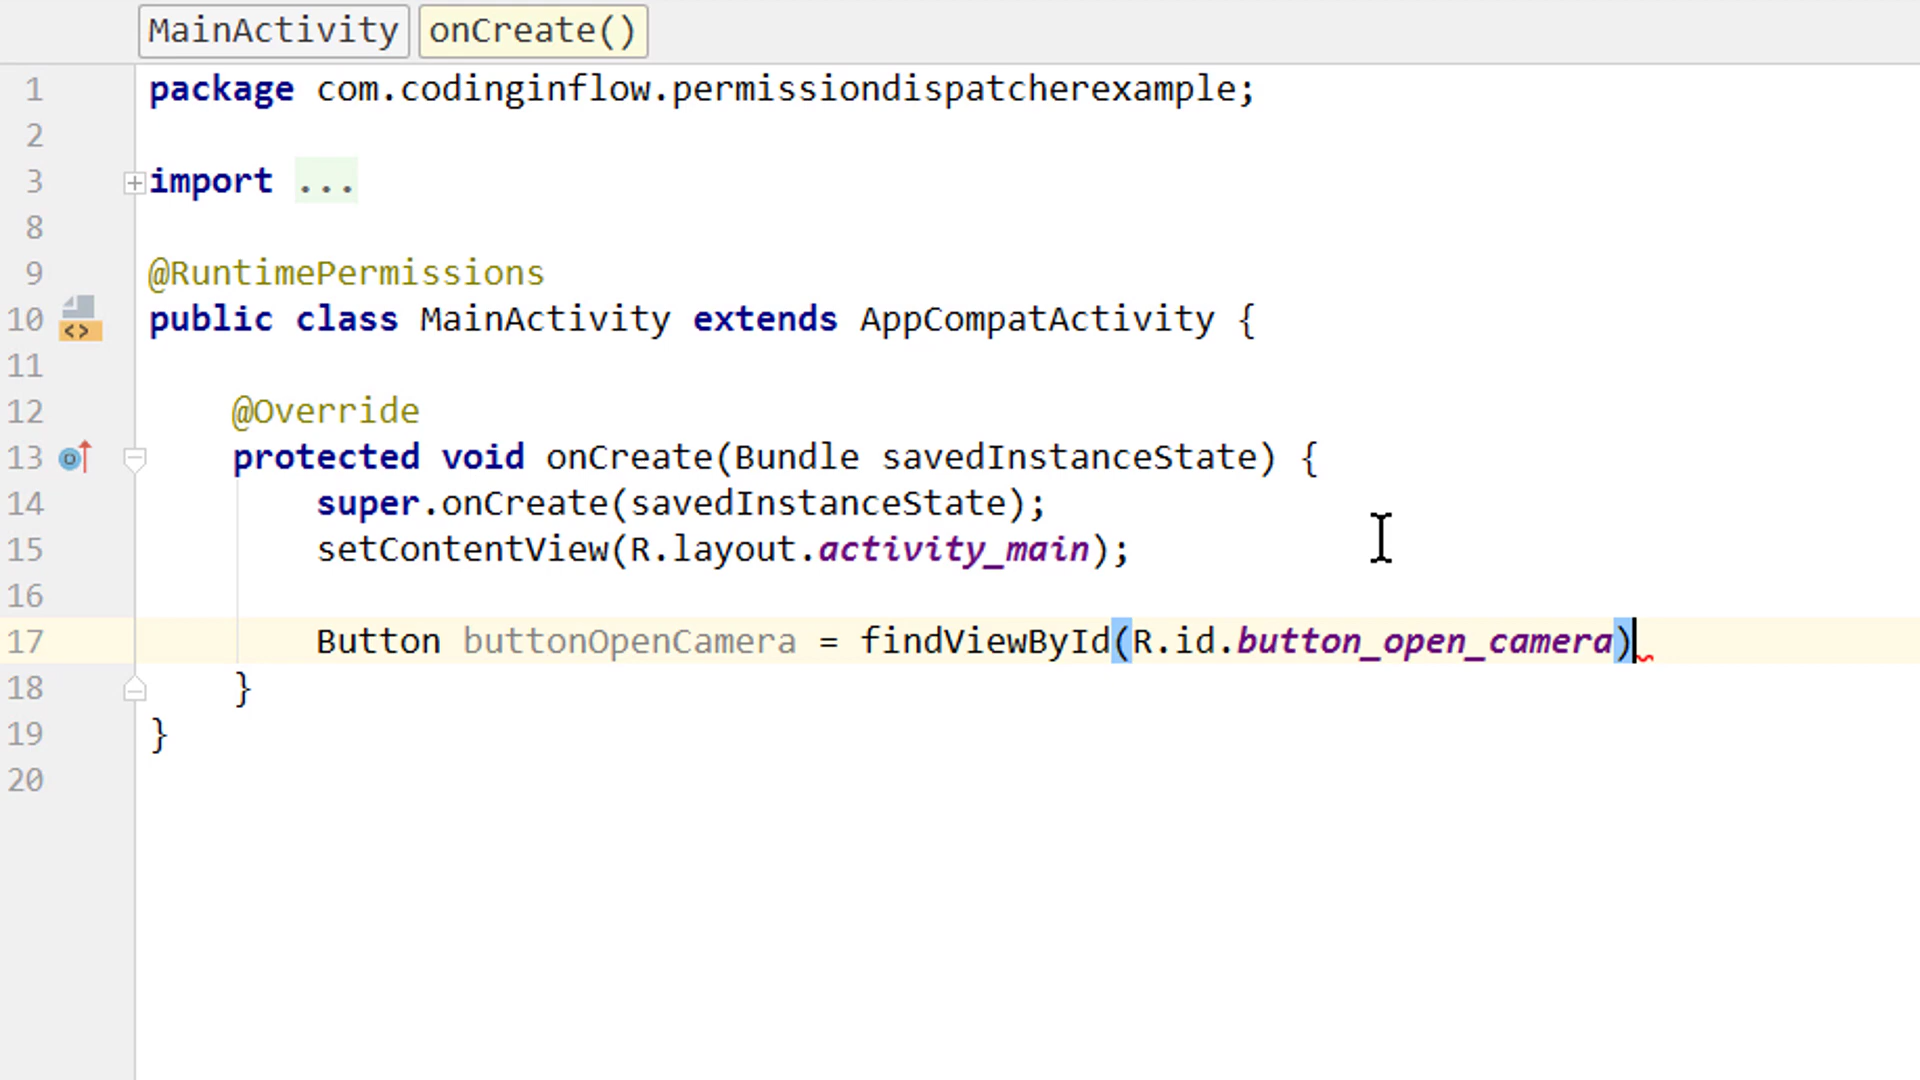 MainActivity onCreate()
1 package com.codinginflow.permissiondispatcherexample;
2
3 import ...
8
9 @RuntimePermissions
10 public class MainActivity extends AppCompatActivity {
11
12 @Override
13 protected void onCreate(Bundle savedInstanceState) {
14 super.onCreate(savedInstanceState);
15 setContentView(R.layout.activity_main);
16
17 Button buttonOpenCamera = findViewById(R.id.button_open_camera)
18 }
19 }
20